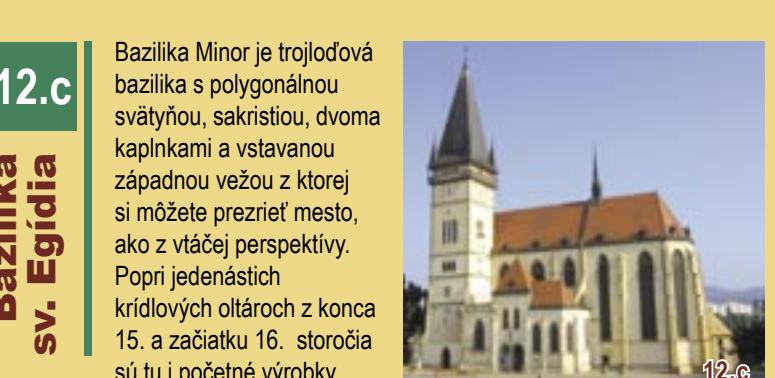 12.c
Bazilika
sv. Egídia
Bazilika Minor je trojloďová
bazilika s polygonálnou
svätyňou, sakristiou, dvoma
kaplnkami a vstavanou
západnou vežou z ktorej
si môžete prezrieť mesto,
ako z vtáčej perspektívy.
Popri jedenástich
krídlových oltároch z konca
15. a začiatku 16. storočia
sú tu i početné výrobky
12.c